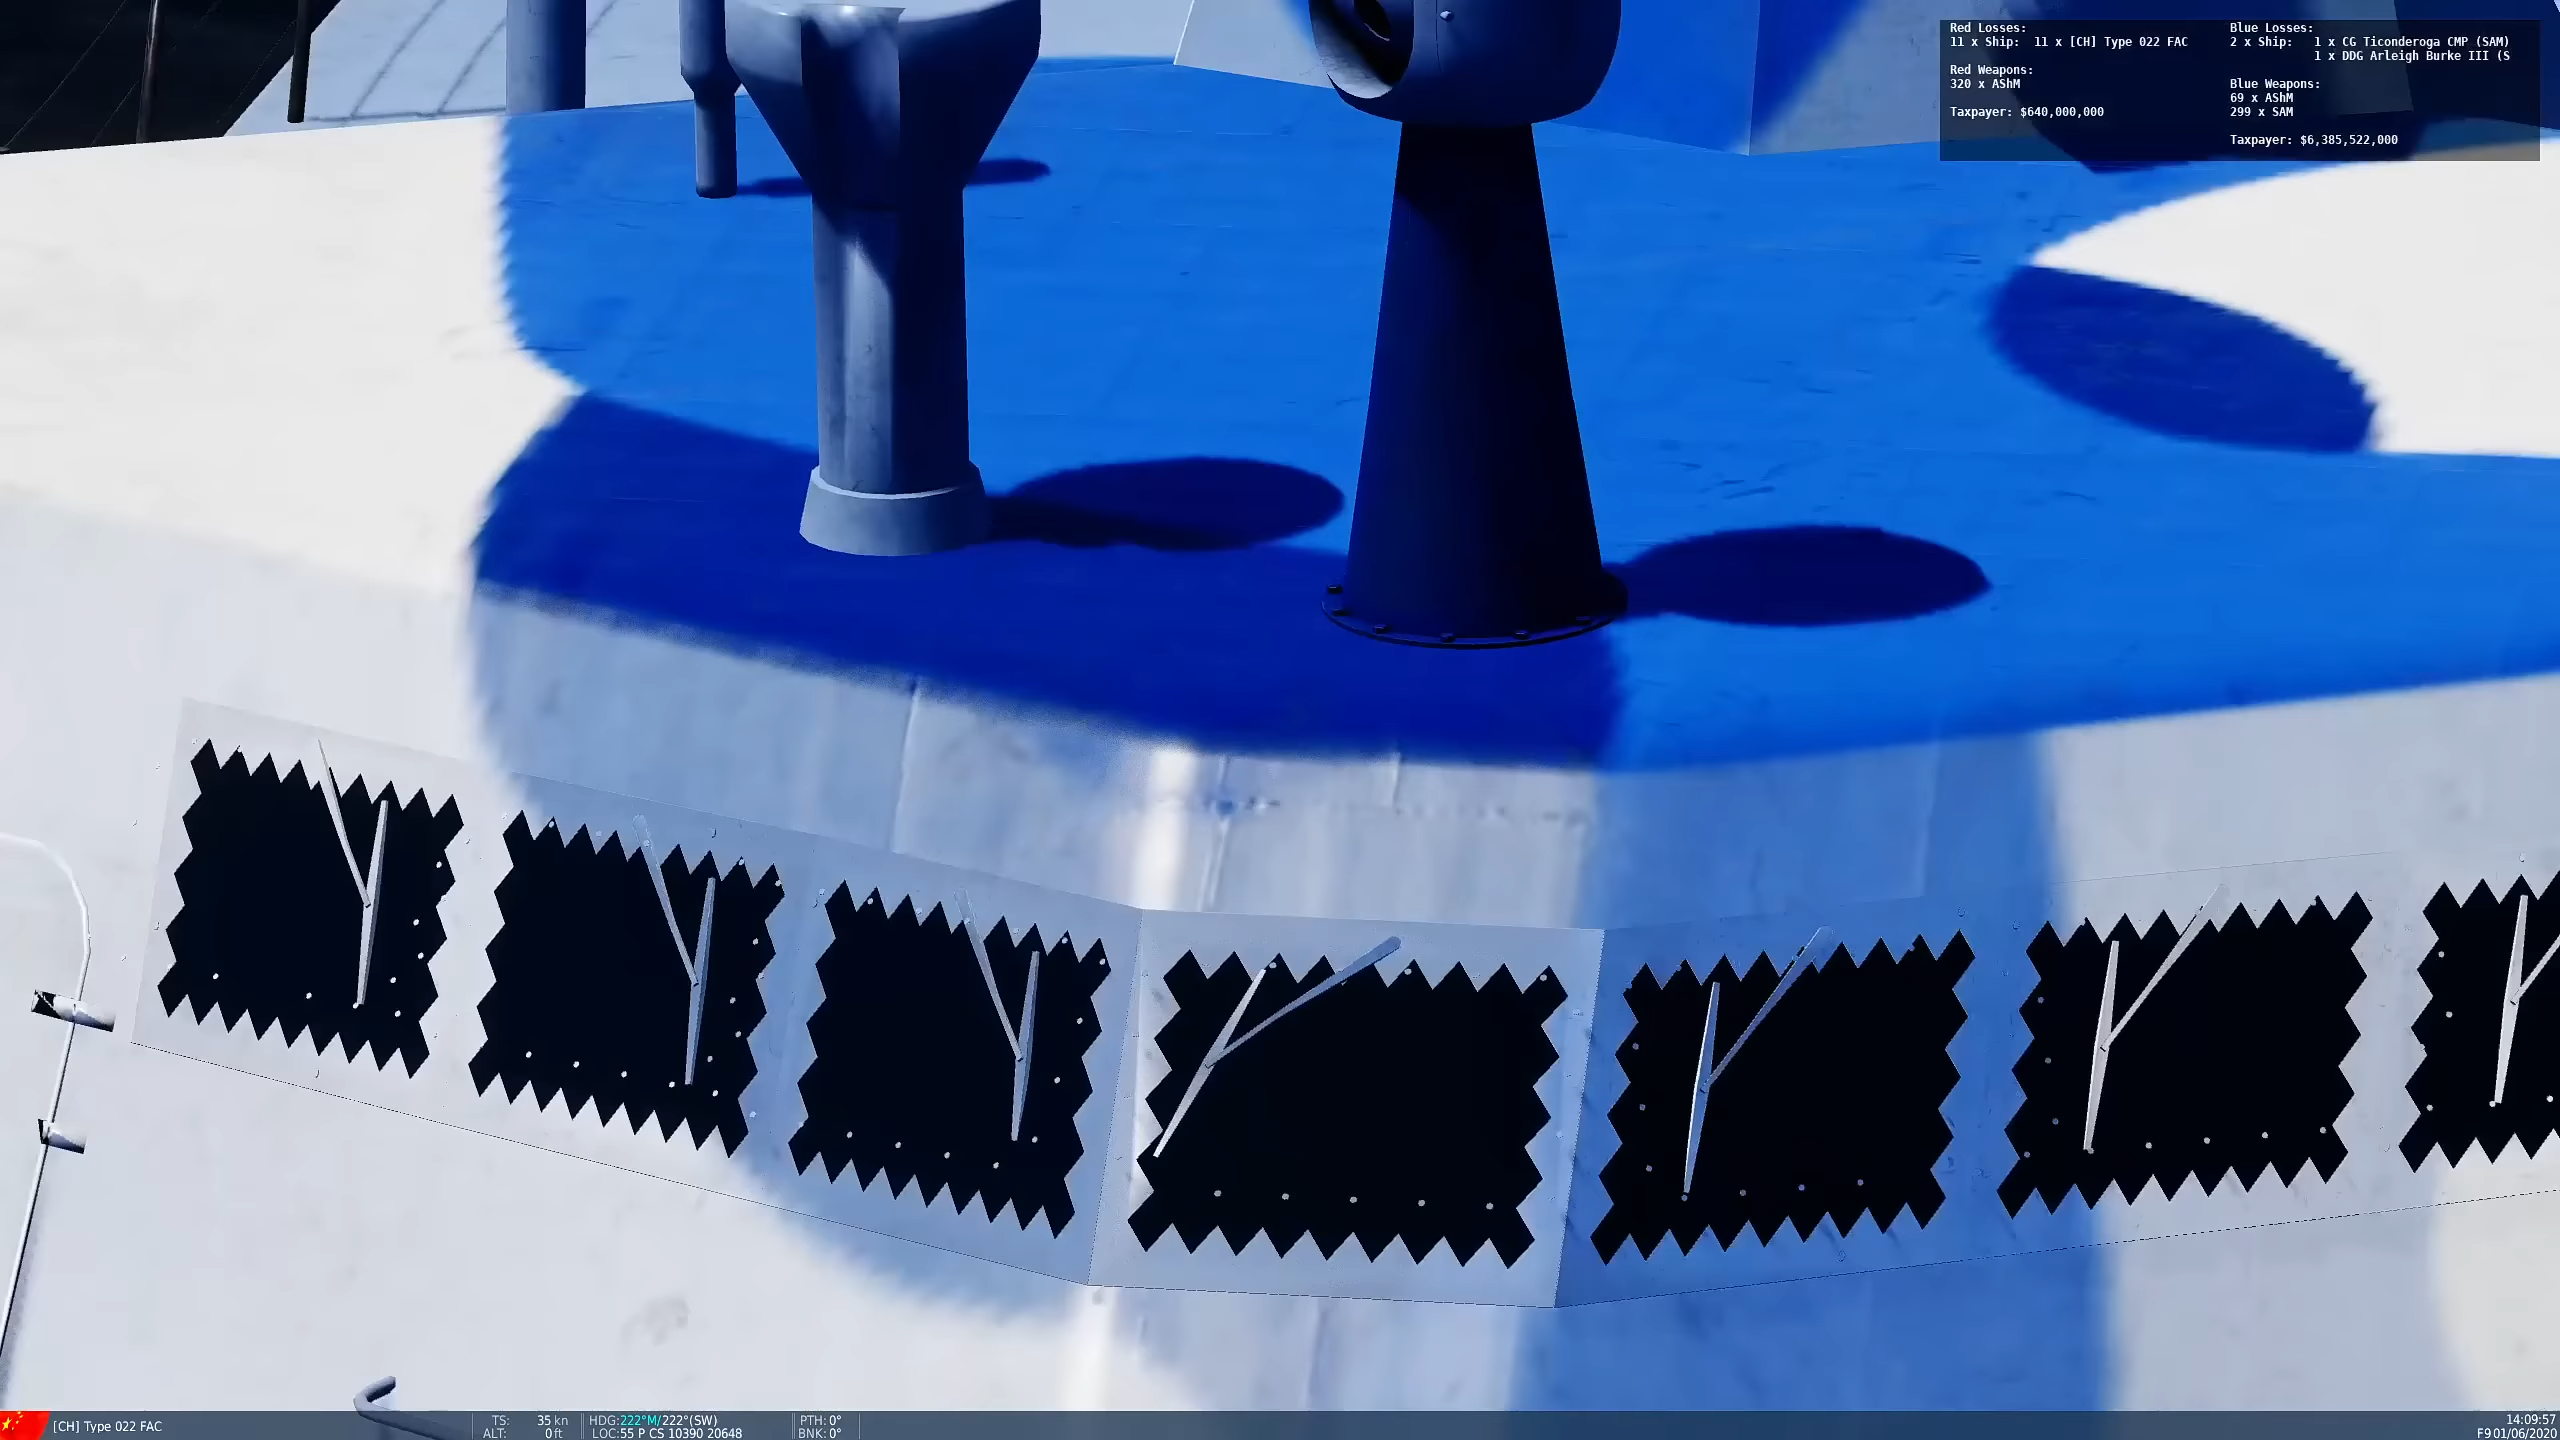 Red Losses:
11 x Ship:  11 x [CH] Type 022 FAC
Red Weapons:
320 x AShM
Taxpayer: $640,000,000
Blue Losses:
2 x Ship:  1 x CG Ticonderoga CMP (SAM)
1 x DDG Arleigh Burke III (S
Blue Weapons:
69 x AShM
299 x SAM
Taxpayer: $6,385,522,000
[CH] Type 022 FAC
TS: 35 kn
ALT: 0 ft
HDG:222°M/222°(SW)
LOC:55 P CS 10390 20648
PTH: 0°
BNK: 0°
14:09:57
F9 01/06/2020